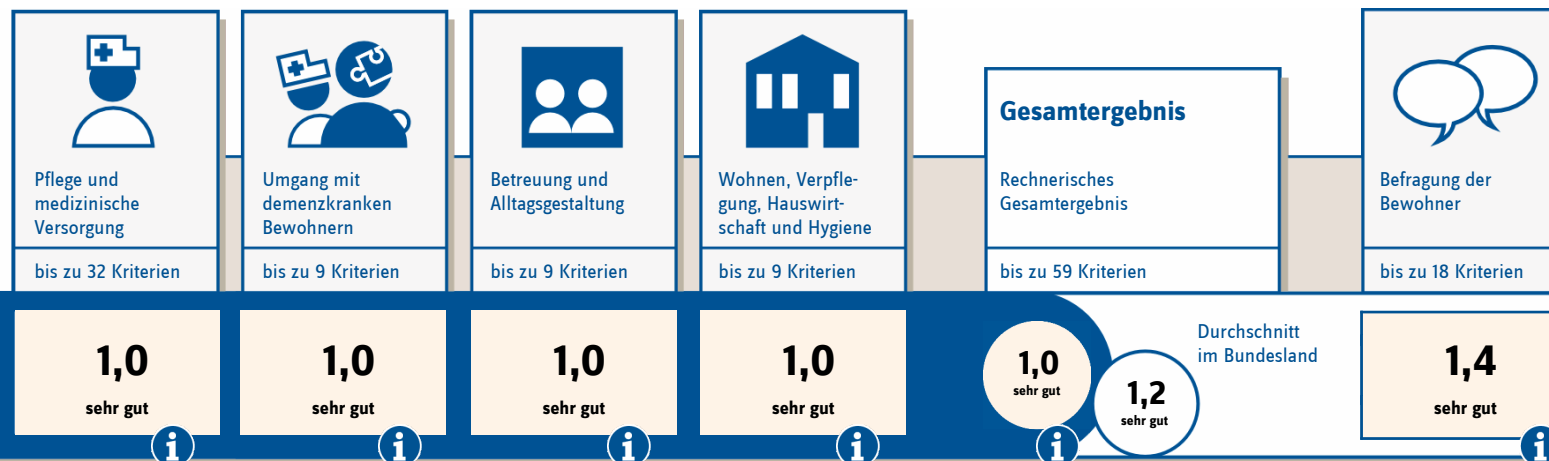 Pflege und
medizinische
Versorgung
bis zu 32 Kriterien
1,0
sehr gut
i
Umgang mit
demenzkranken
Bewohnern
bis zu 9 Kriterien
1,0
sehr gut
i
Betreuung und
Alltagsgestaltung
bis zu 9 Kriterien
1,0
sehr gut
i
Wohnen, Verpfle-
gung, Hauswirt-
schaft und Hygiene
bis zu 9 Kriterien
1,0
sehr gut
i
Gesamtergebnis
Rechnerisches
Gesamtergebnis
bis zu 59 Kriterien
1,0
sehr gut
i
1,2
sehr gut
Durchschnitt
im Bundesland
Befragung der
Bewohner
bis zu 18 Kriterien
1,4
sehr gut
i